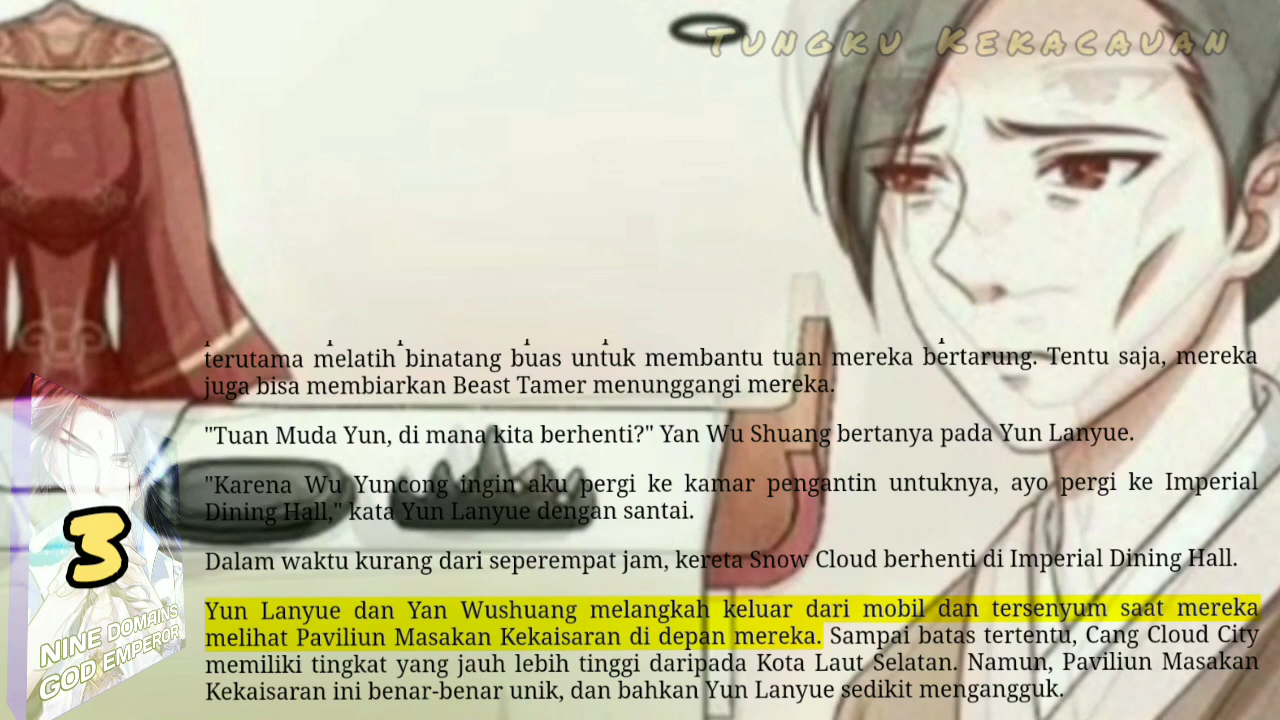 Tungku Kekacauan
terutama melatih binatang buas untuk membantu tuan mereka bertarung. Tentu saja, mereka
juga bisa membiarkan Beast Tamer menunggangi mereka.
"Tuan Muda Yun, di mana kita berhenti?" Yan Wu Shuang bertanya pada Yun Lanyue.
"Karena Wu Yuncong ingin aku pergi ke kamar pengantin untuknya, ayo pergi ke Imperial
Dining Hall," kata Yun Lanyue dengan santai.
Dalam waktu kurang dari seperempat jam, kereta Snow Cloud berhenti di Imperial Dining Hall.
Yun Lanyue dan Yan Wushuang melangkah keluar dari mobil dan tersenyum saat mereka
melihat Paviliun Masakan Kekaisaran di depan mereka. Sampai batas tertentu, Cang Cloud City
memiliki tingkat yang jauh lebih tinggi daripada Kota Laut Selatan. Namun, Paviliun Masakan
Kekaisaran ini benar-benar unik, dan bahkan Yun Lanyue sedikit mengangguk.
3
NINE DOMAINS
GOD EMPEROR